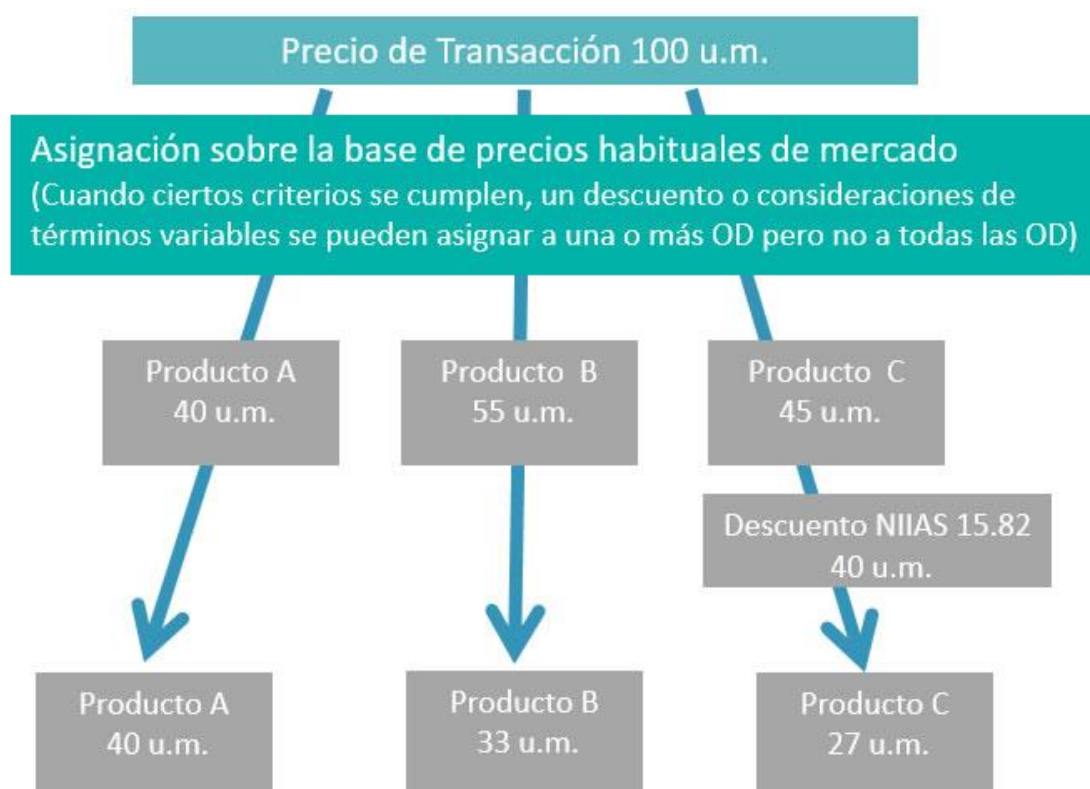 Precio de Transacción 100 u.m.
Asignación sobre la base de precios habituales de mercado
(Cuando ciertos criterios se cumplen, un descuento o consideraciones de
términos variables se pueden asignar a una o más OD pero no a todas las OD)
Producto A
40 u.m.
Producto B
55 u.m.
Producto C
45 u.m.
Descuento NIIAS 15.82
40 u.m.
Producto A
40 u.m.
Producto B
33 u.m.
Producto C
27 u.m.